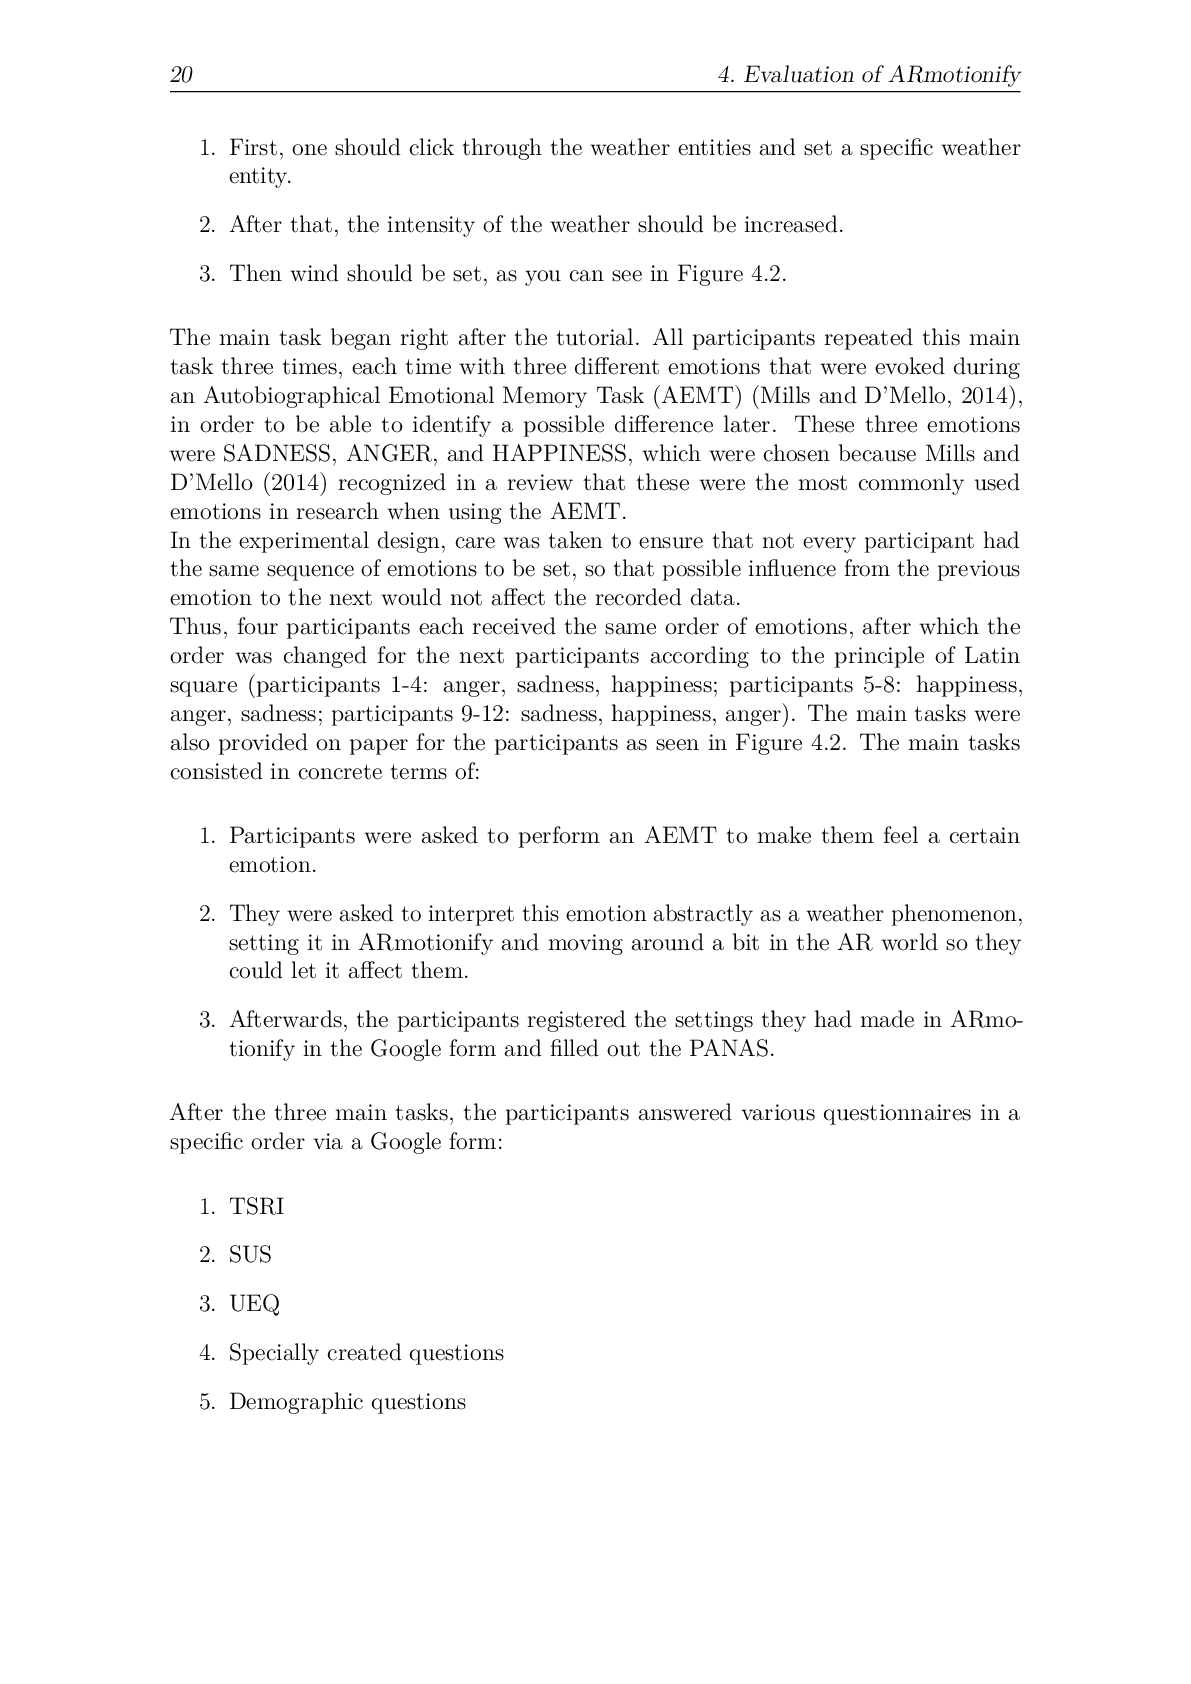 20 4. Evaluation of ARmotionify
1. First, one should click through the weather entities and set a specific weather
entity.
2. After that, the intensity of the weather should be increased.
3. Then wind should be set, as you can see in Figure 4.2.
The main task began right after the tutorial. All participants repeated this main
task three times, each time with three different emotions that were evoked during
an Autobiographical Emotional Memory Task (AEMT) (Mills and D’Mello, 2014),
in order to be able to identify a possible difference later. These three emotions
were SADNESS, ANGER, and HAPPINESS, which were chosen because Mills and
D’Mello (2014) recognized in a review that these were the most commonly used
emotions in research when using the AEMT.
In the experimental design, care was taken to ensure that not every participant had
the same sequence of emotions to be set, so that possible influence from the previous
emotion to the next would not affect the recorded data.
Thus, four participants each received the same order of emotions, after which the
order was changed for the next participants according to the principle of Latin
square (participants 1-4: anger, sadness, happiness; participants 5-8: happiness,
anger, sadness; participants 9-12: sadness, happiness, anger). The main tasks were
also provided on paper for the participants as seen in Figure 4.2. The main tasks
consisted in concrete terms of:
1. Participants were asked to perform an AEMT to make them feel a certain
emotion.
2. They were asked to interpret this emotion abstractly as a weather phenomenon,
setting it in ARmotionify and moving around a bit in the AR world so they
could let it affect them.
3. Afterwards, the participants registered the settings they had made in ARmo-
tionify in the Google form and filled out the PANAS.
After the three main tasks, the participants answered various questionnaires in a
specific order via a Google form:
1. TSRI
2. SUS
3. UEQ
4. Specially created questions
5. Demographic questions